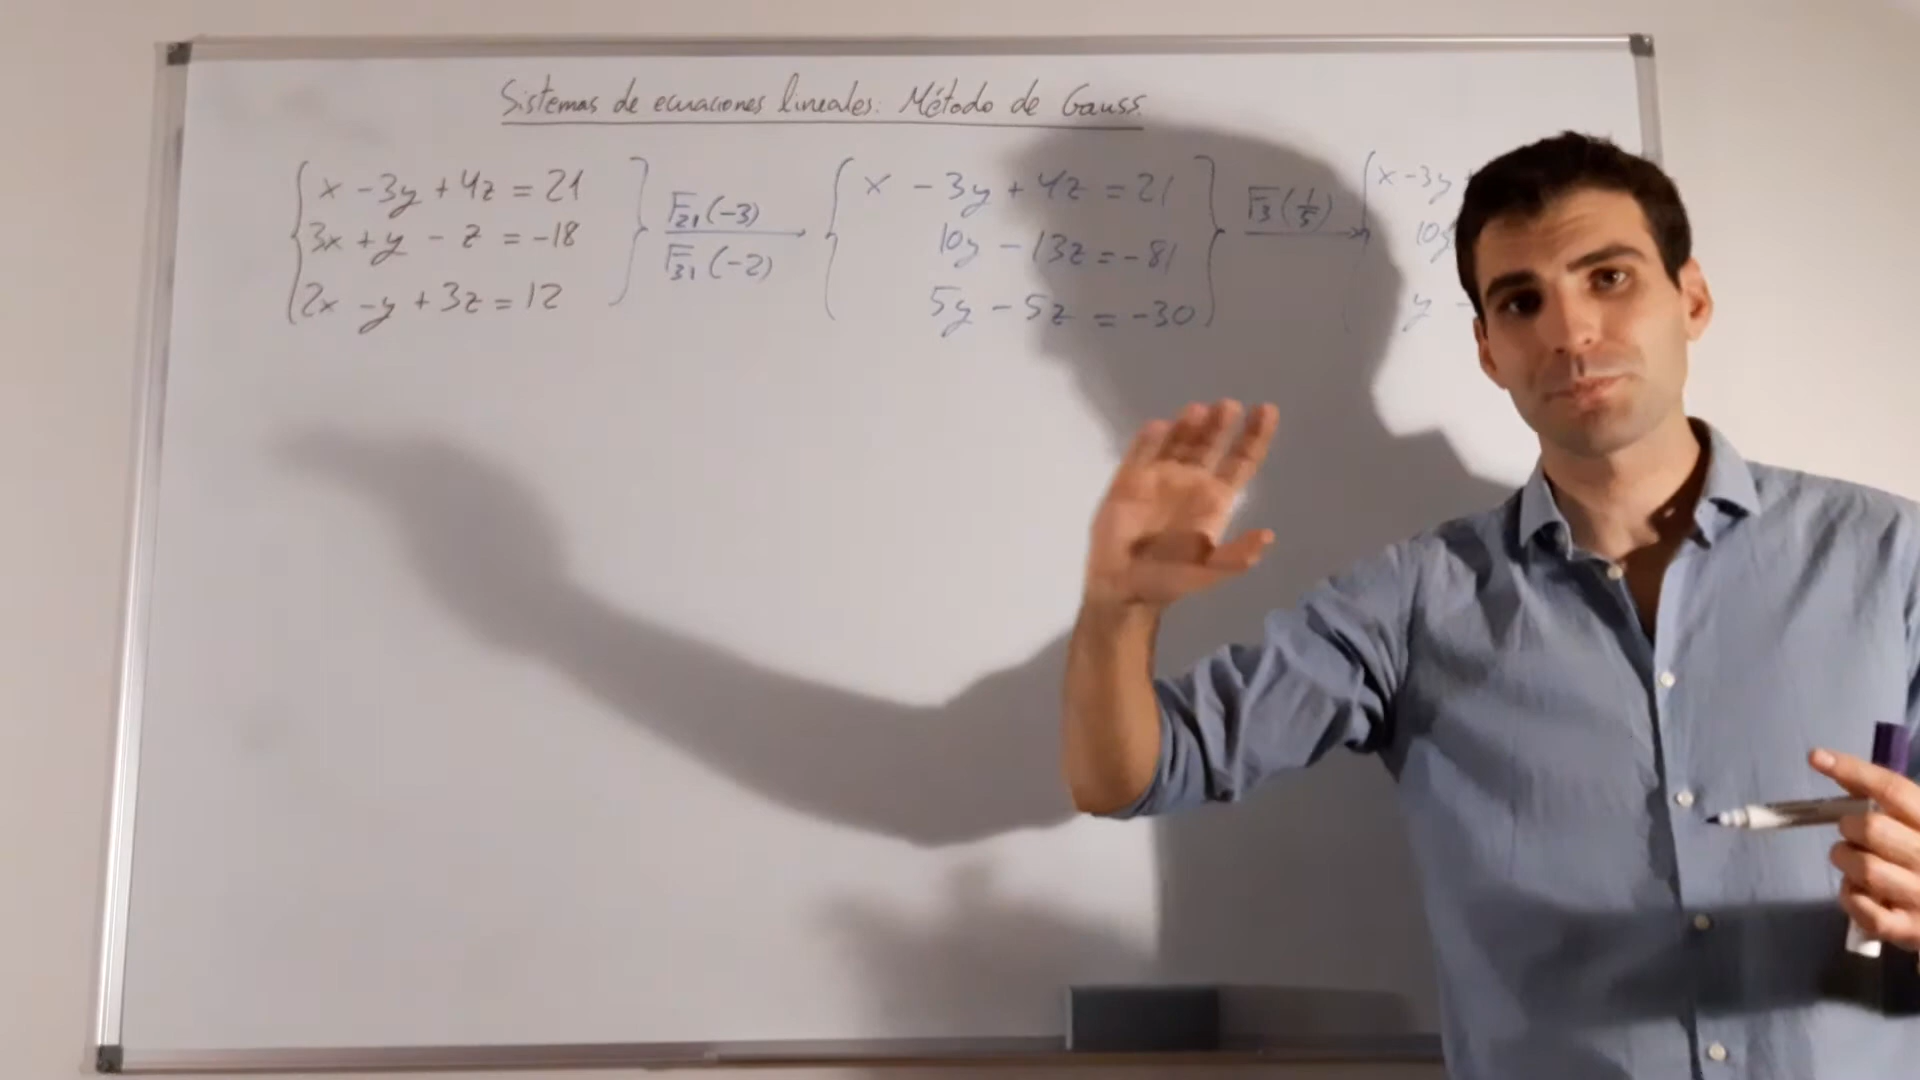 Sistemas de ecuaciones lineales: Método de Gauss.
x - 3y + 4z = 21
3x + y - z = -18
2x - y + 3z = 12
F21(-3)
F31(-2)
x - 3y + 4z = 21
10y - 13z = -81
5y - 5z = -30
F3(1/5)
x - 3y
10y
y -